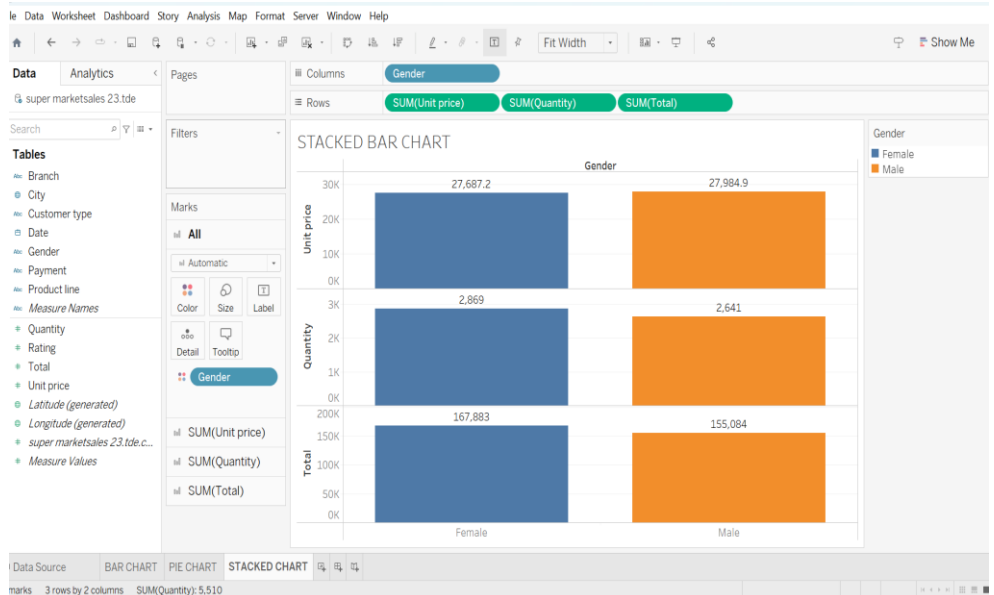 le Data Worksheet Dashboard Story Analysis Map Format Server Window Help
Fit Width
Show Me
Data
Analytics
super marketsales 23.tde
Search
Tables
Abc Branch
City
Abc Customer type
Date
Abc Gender
Abc Payment
Abc Product line
Abc Measure Names
# Quantity
# Rating
# Total
# Unit price
Latitude (generated)
Longitude (generated)
# super marketsales 23.tde.c...
# Measure Values
Pages
Filters
Marks
All
Automatic
Color Size Label
Detail Tooltip
Gender
SUM(Unit price)
SUM(Quantity)
SUM(Total)
Columns Gender
Rows SUM(Unit price) SUM(Quantity) SUM(Total)
STACKED BAR CHART
Gender
Unit price
30K
20K
10K
0K
27,687.2 27,984.9
Quantity
3K
2K
1K
0K
2,869 2,641
Total
200K
150K
100K
50K
0K
167,883 155,084
Female Male
Gender
Female
Male
Data Source BAR CHART PIE CHART STACKED CHART
marks 3 rows by 2 columns SUM(Quantity): 5,510